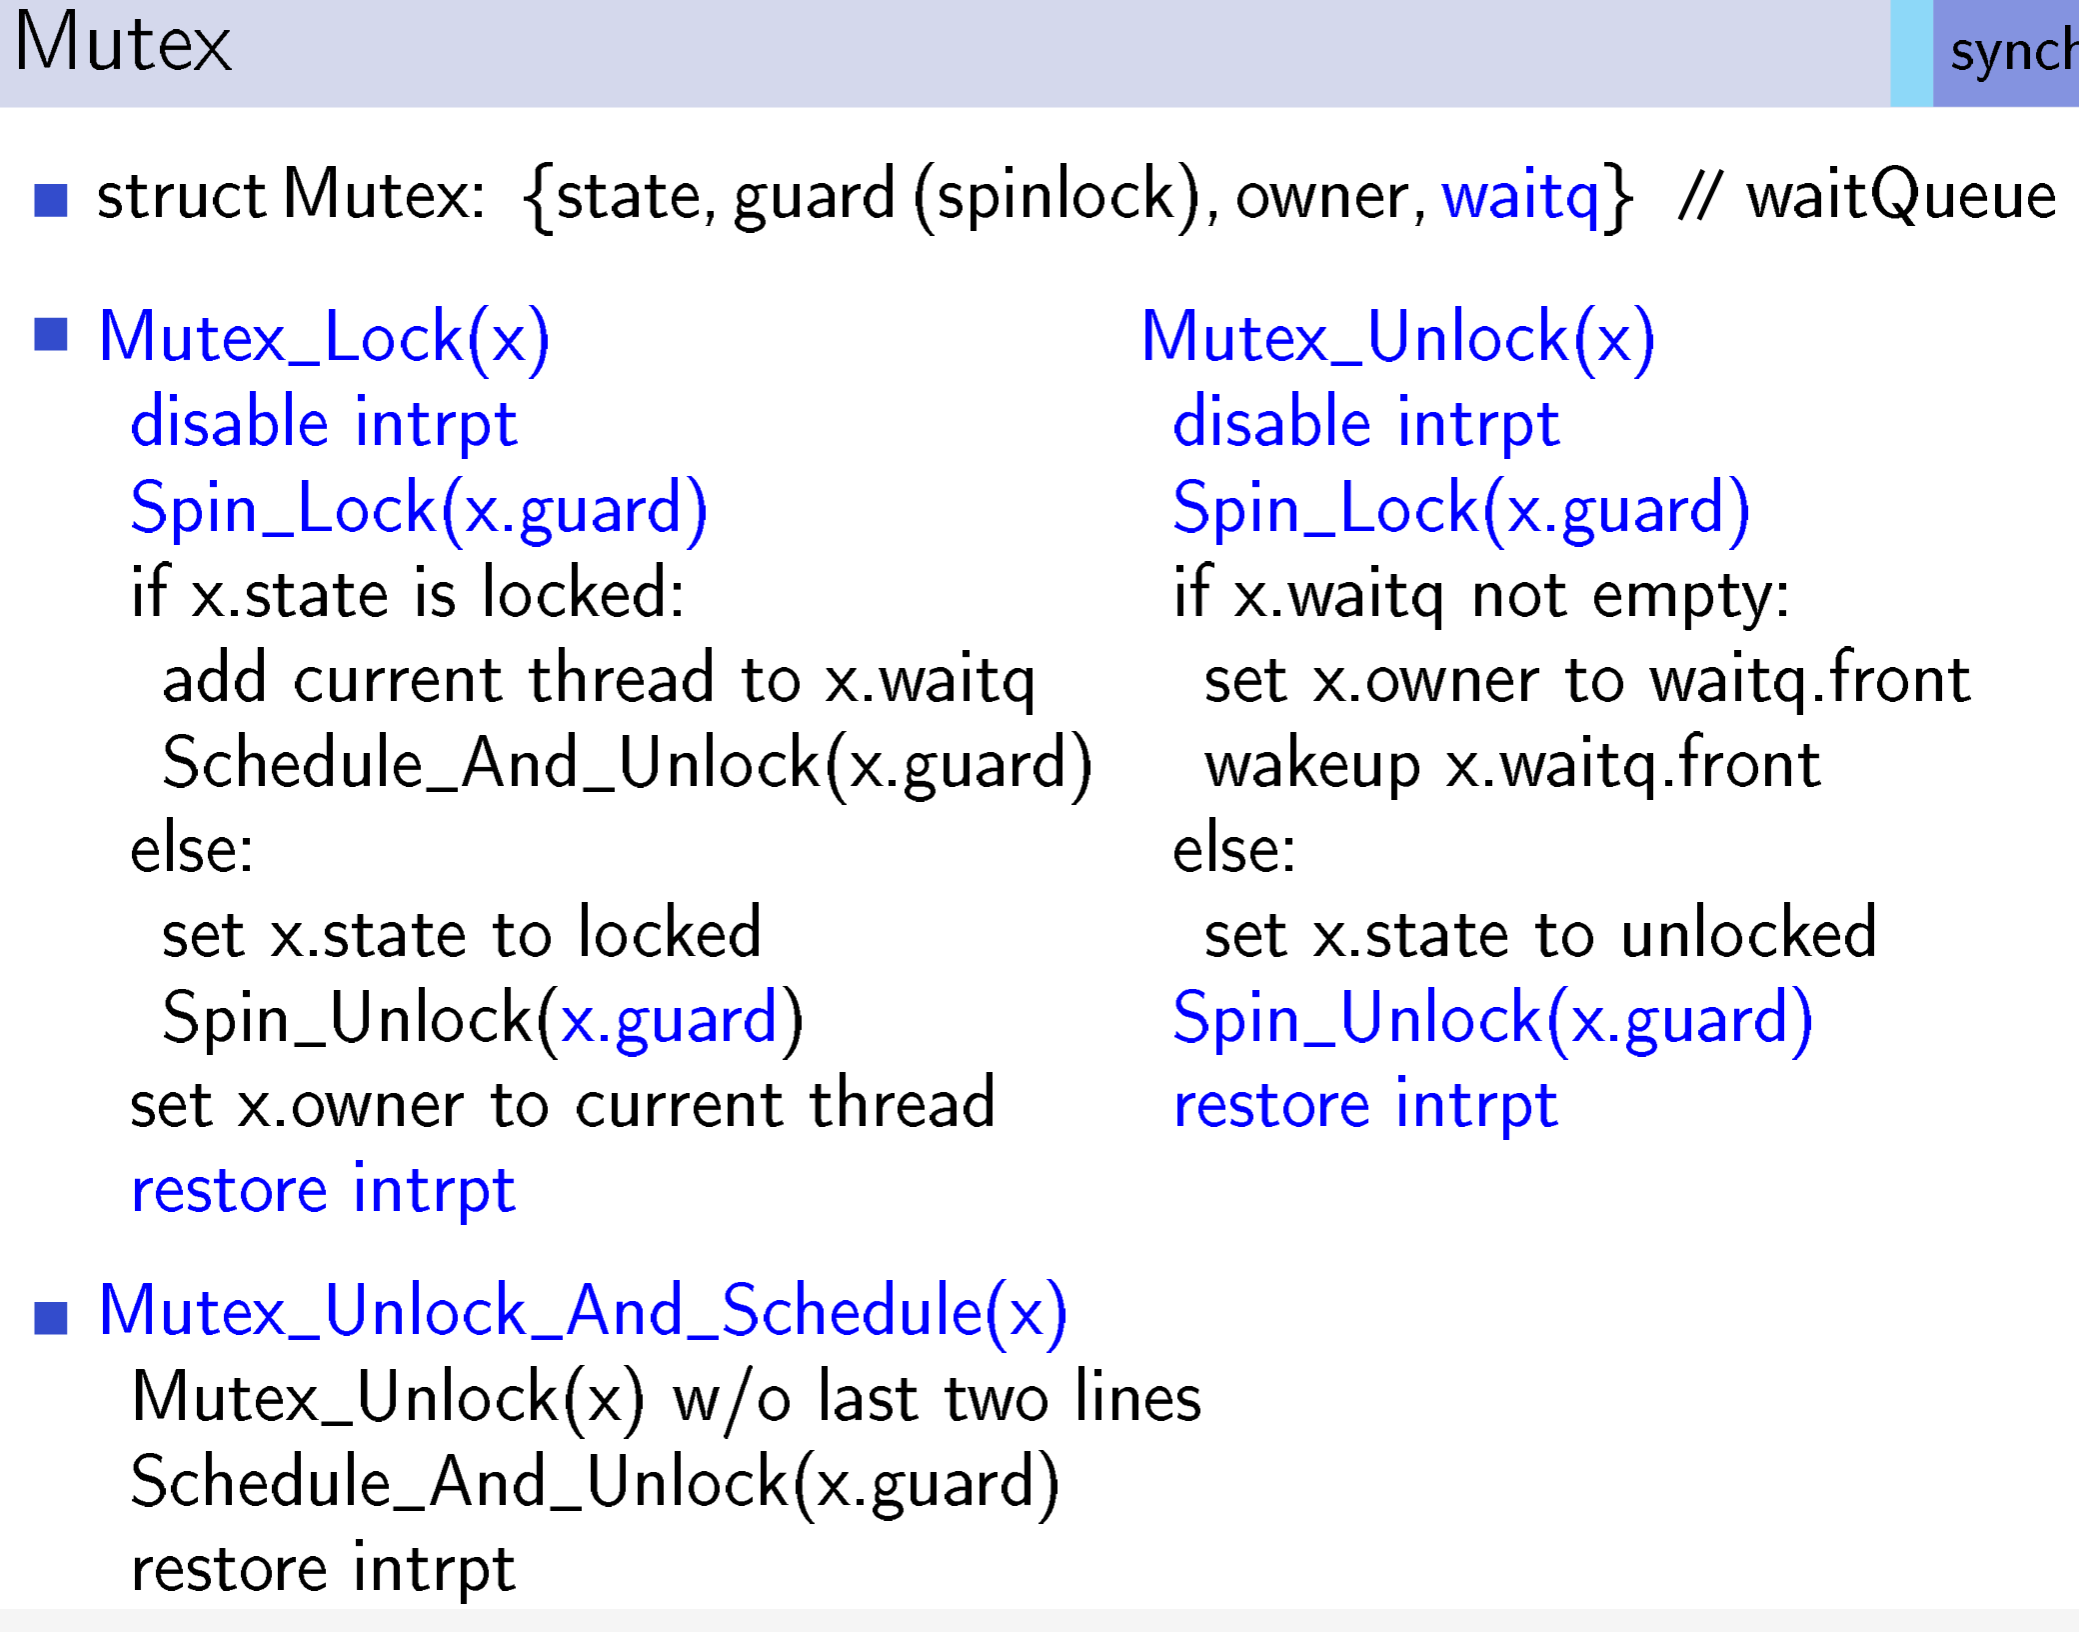 Mutex
synch
struct Mutex: {state, guard (spinlock), owner, waitq} // waitQueue
Mutex_Lock(x)
disable intrpt
Spin_Lock(x.guard)
if x.state is locked:
add current thread to x.waitq
Schedule_And_Unlock(x.guard)
else:
set x.state to locked
Spin_Unlock(x.guard)
set x.owner to current thread
restore intrpt
Mutex_Unlock(x)
disable intrpt
Spin_Lock(x.guard)
if x.waitq not empty:
set x.owner to waitq.front
wakeup x.waitq.front
else:
set x.state to unlocked
Spin_Unlock(x.guard)
restore intrpt
Mutex_Unlock_And_Schedule(x)
Mutex_Unlock(x) w/o last two lines
Schedule_And_Unlock(x.guard)
restore intrpt